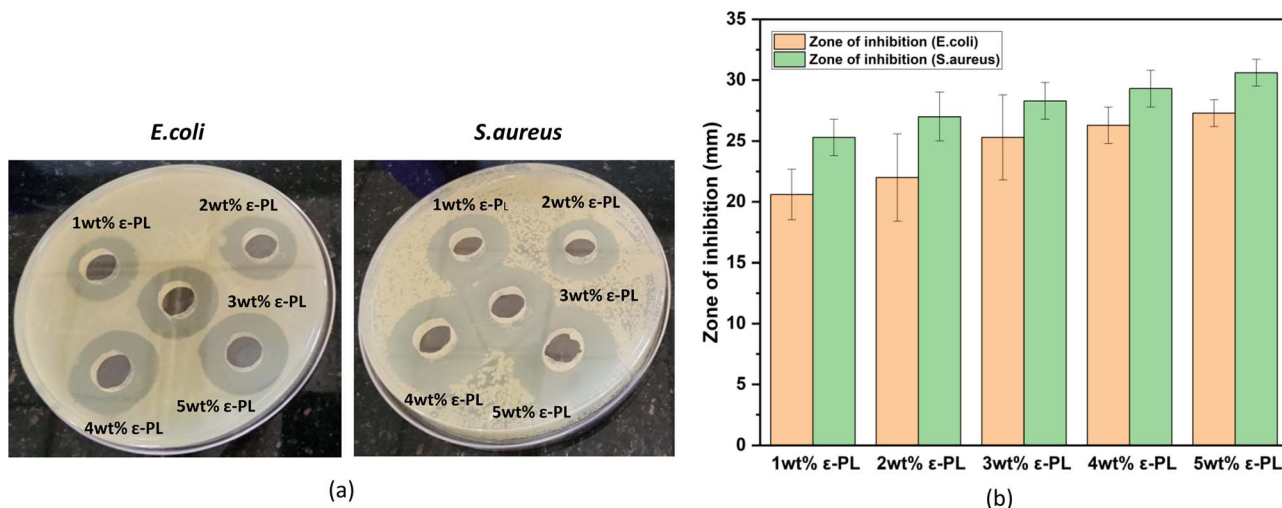 E.coli
S.aureus
1wt% ε-PL
2wt% ε-PL
3wt% ε-PL
4wt% ε-PL
5wt% ε-PL
1wt% ε-PL
2wt% ε-PL
3wt% ε-PL
4wt% ε-PL
5wt% ε-PL
(a)
35
30
25
20
15
10
5
0
Zone of inhibition (mm)
Zone of inhibition (E.coli)
Zone of inhibition (S.aureus)
1wt% ε-PL 2wt% ε-PL 3wt% ε-PL 4wt% ε-PL 5wt% ε-PL
(b)